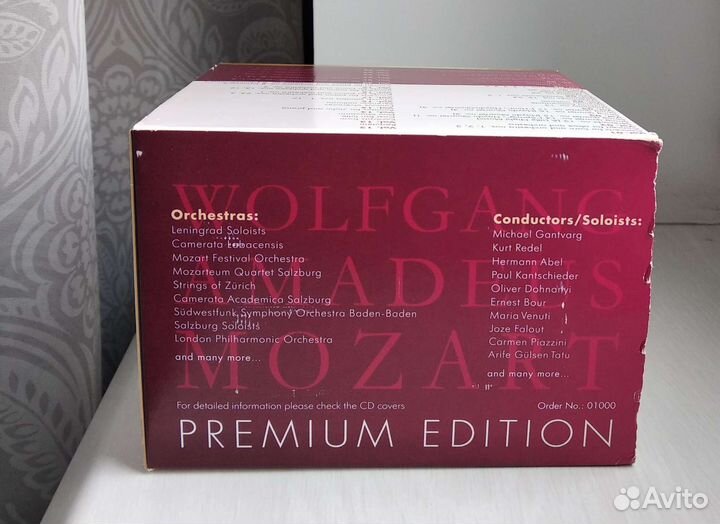 WOLFGANG
AMADEUS
MOZART
Orchestras:
Leningrad Soloists
Camerata Labacensis
Mozart Festival Orchestra
Mozarteum Quartet Salzburg
Strings of Zürich
Camerata Academica Salzburg
Südwestfunk Symphony Orchestra Baden-Baden
Salzburg Soloists
London Philharmonic Orchestra
and many more...
Conductors/Soloists:
Michael Gantvarg
Kurt Redel
Hermann Abel
Paul Kantschieder
Oliver Dohnanyi
Ernest Bour
Maria Venuti
Joze Falout
Carmen Piazzini
Arife Gülsen Tatu
and many more...
For detailed information please check the CD covers
Order No.: 01000
PREMIUM EDITION
Avito